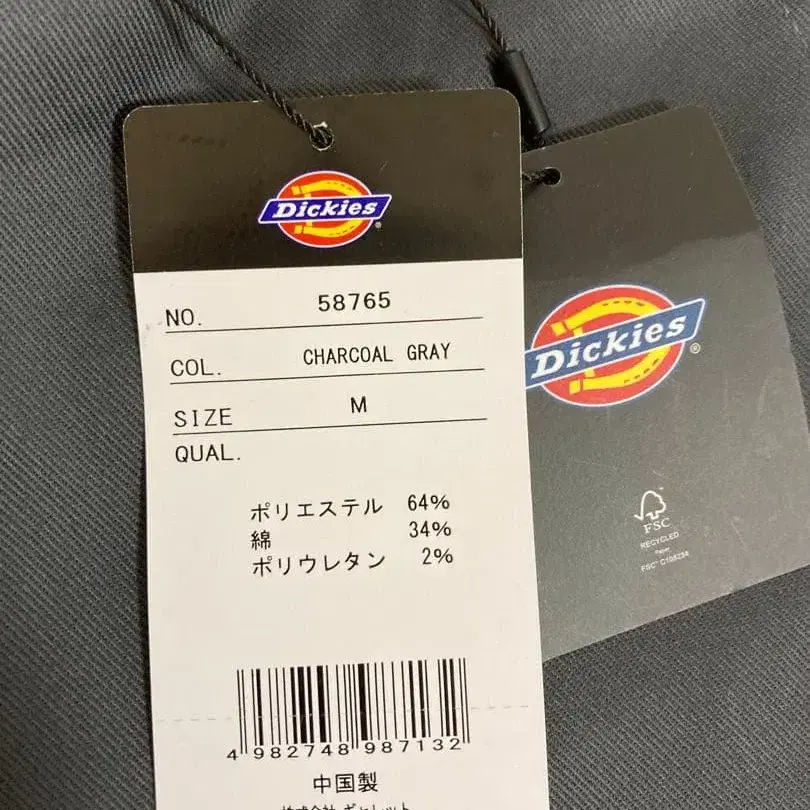 Dickies®
NO. 58765
COL. CHARCOAL GRAY
SIZE M
QUAL.
ポリエステル 64%
綿 34%
ポリウレタン 2%
4 982748 987132
中国製
Dickies®
FSC
RECYCLED
Paper